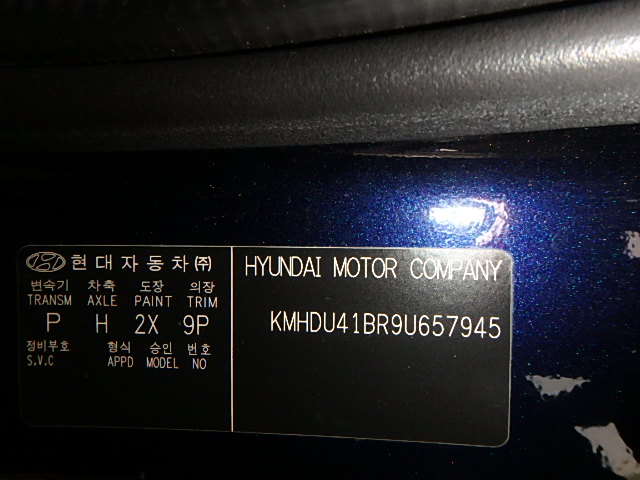 현대자동차㈜
변속기 차축 도장 의장
TRANSM AXLE PAINT TRIM
P H 2X 9P
정비부호 형식 승인 번호
S.V.C APPD MODEL NO
HYUNDAI MOTOR COMPANY
KMHDU41BR9U657945